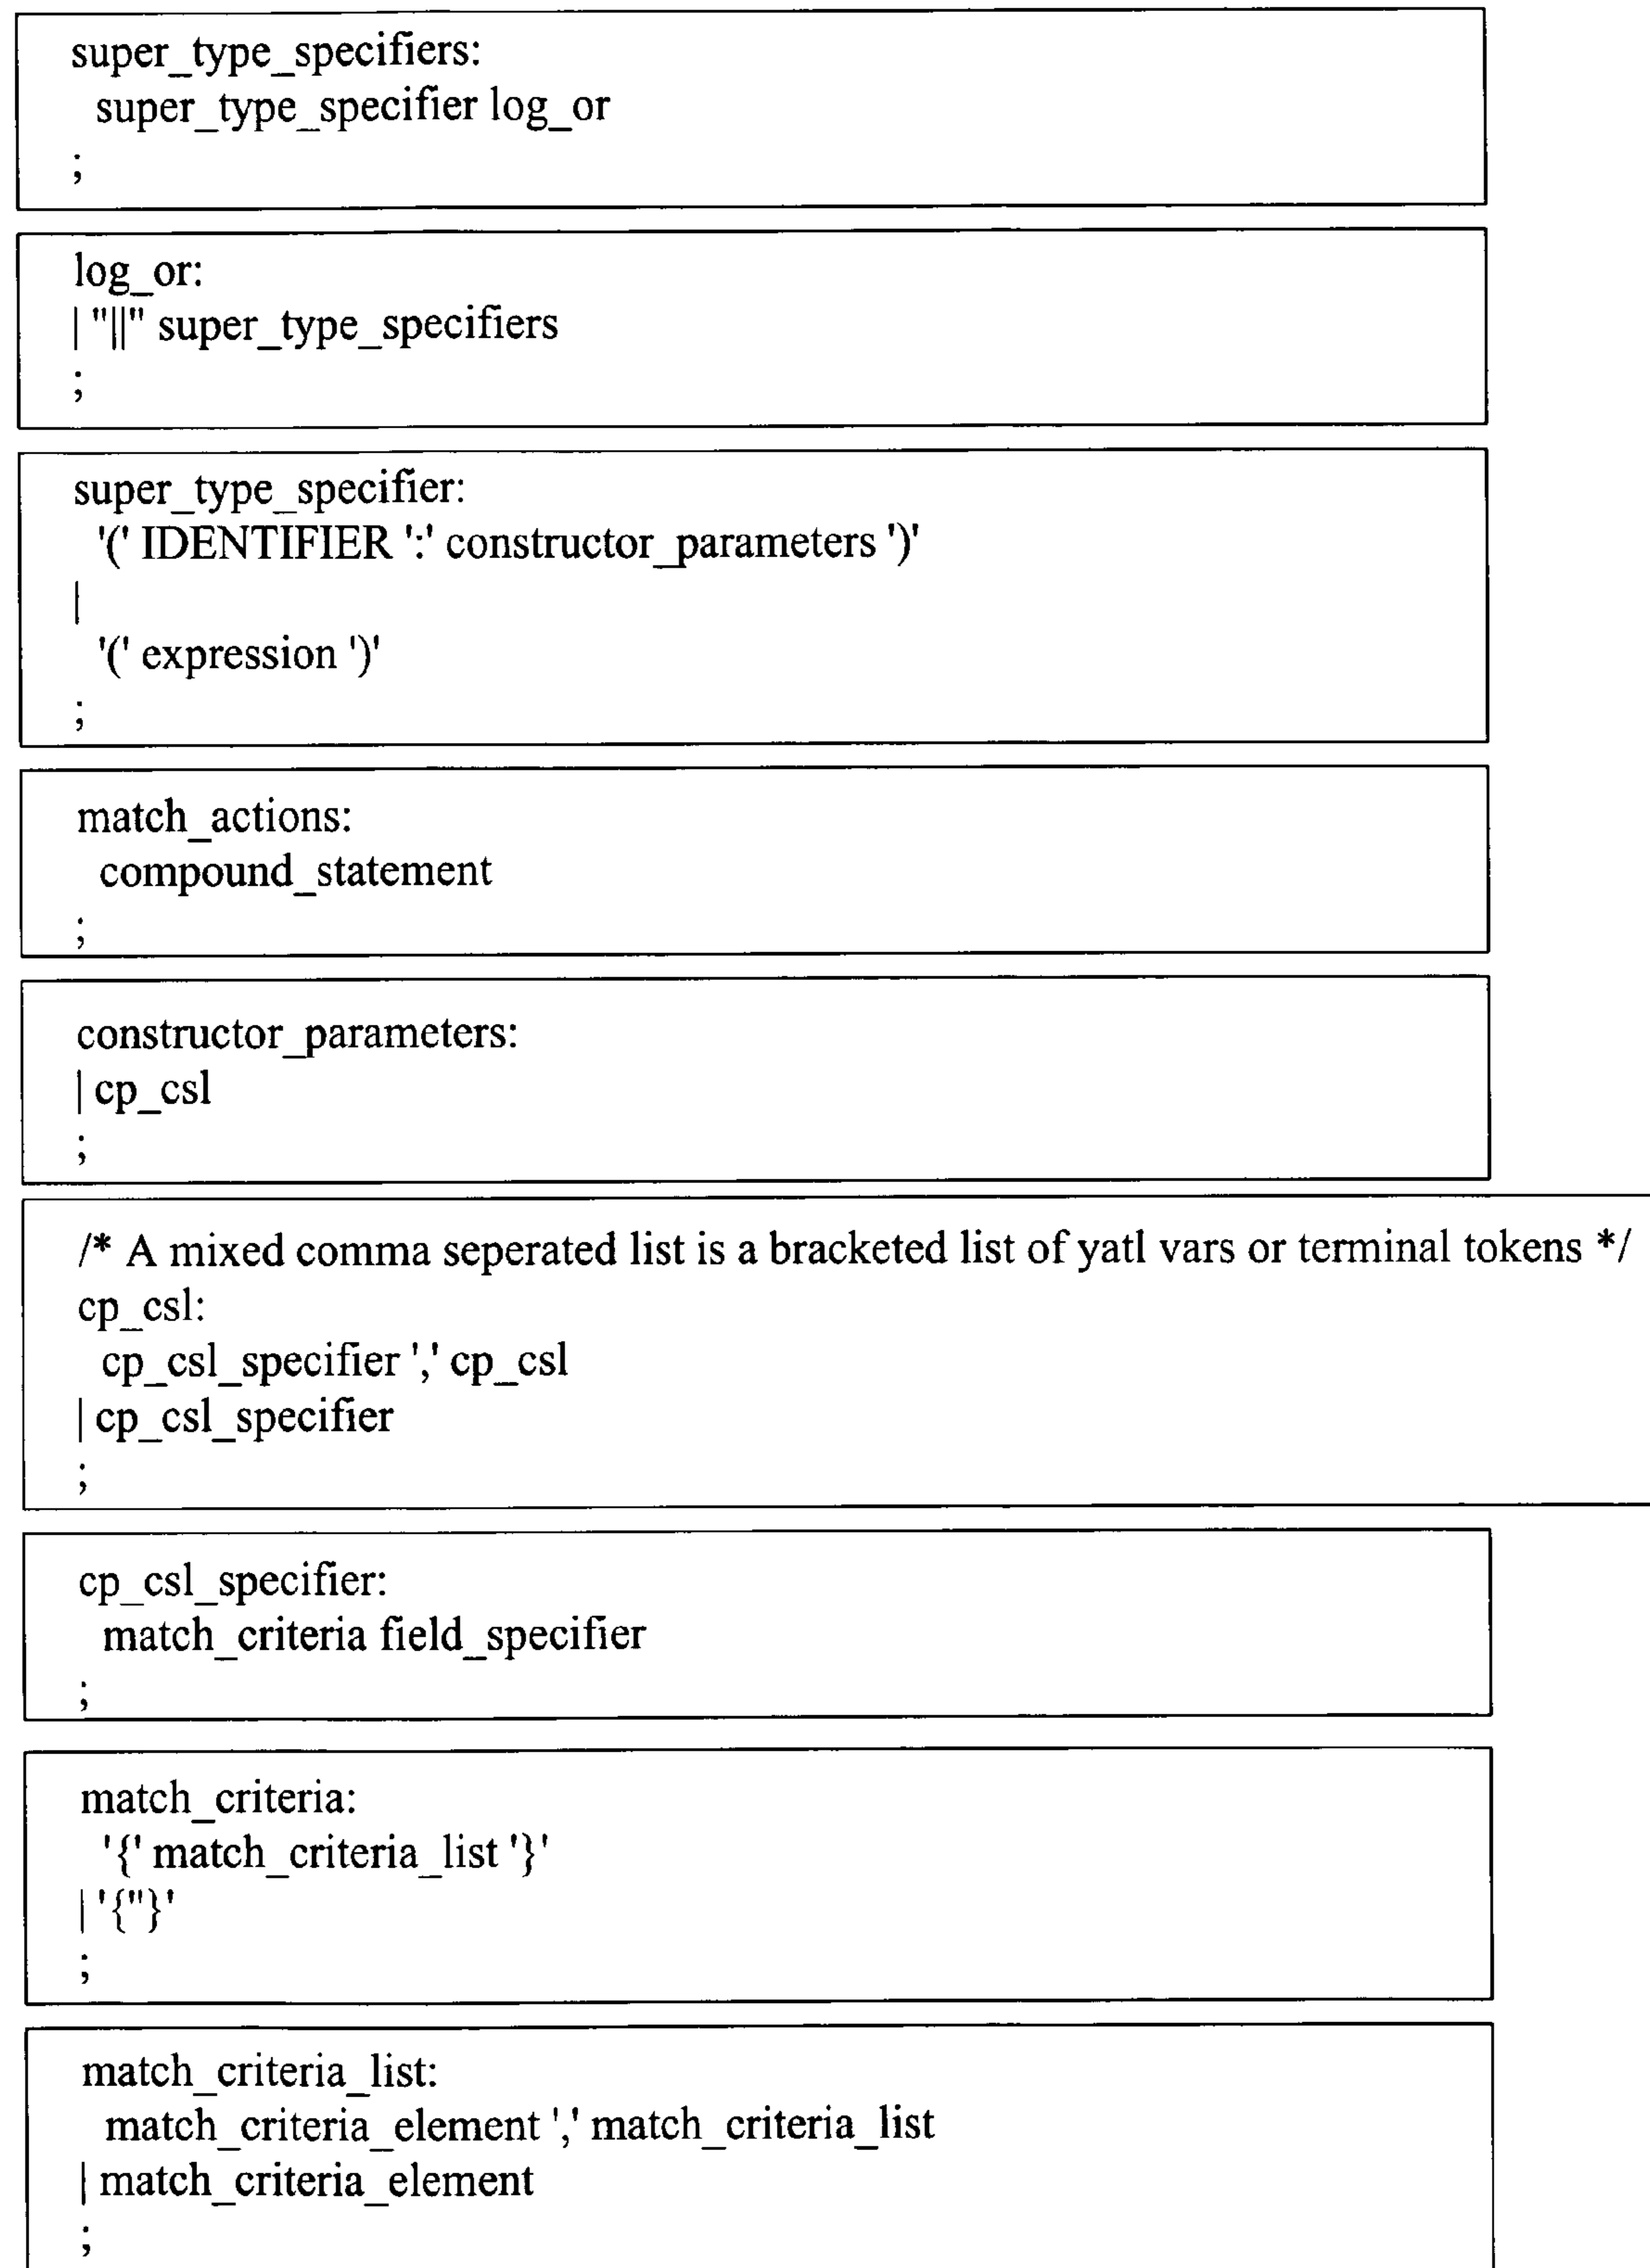 super_type_specifiers:
super_type_specifier log_or
;
log_or:
| "||" super_type_specifiers
;
super_type_specifier:
'(' IDENTIFIER ':' constructor_parameters ')'
|
'(' expression ')'
;
match_actions:
compound_statement
;
constructor_parameters:
| cp_csl
;
/* A mixed comma seperated list is a bracketed list of yatl vars or terminal tokens */
cp_csl:
cp_csl_specifier ',' cp_csl
| cp_csl_specifier
;
cp_csl_specifier:
match_criteria field_specifier
;
match_criteria:
'{' match_criteria_list '}'
| '{''}'
;
match_criteria_list:
match_criteria_element ',' match_criteria_list
| match_criteria_element
;